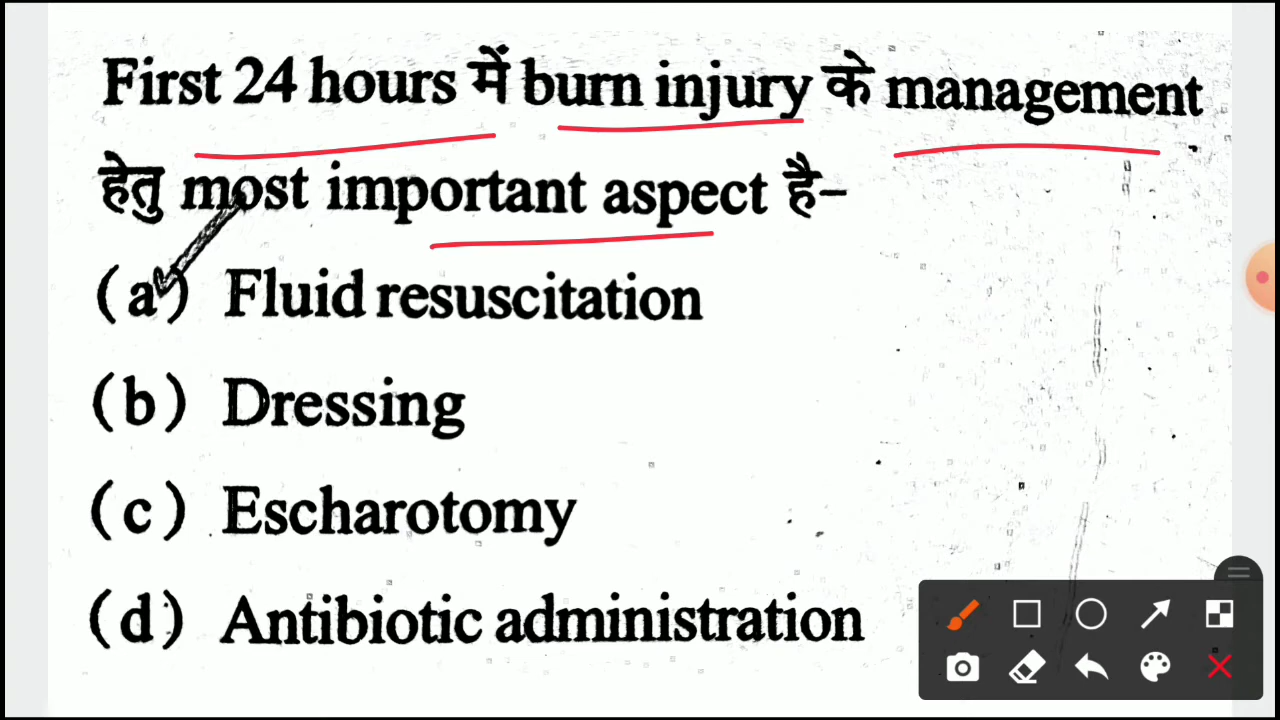 First 24 hours में burn injury के management
हेतु most important aspect है–
(a) Fluid resuscitation
(b) Dressing
(c) Escharotomy
(d) Antibiotic administration